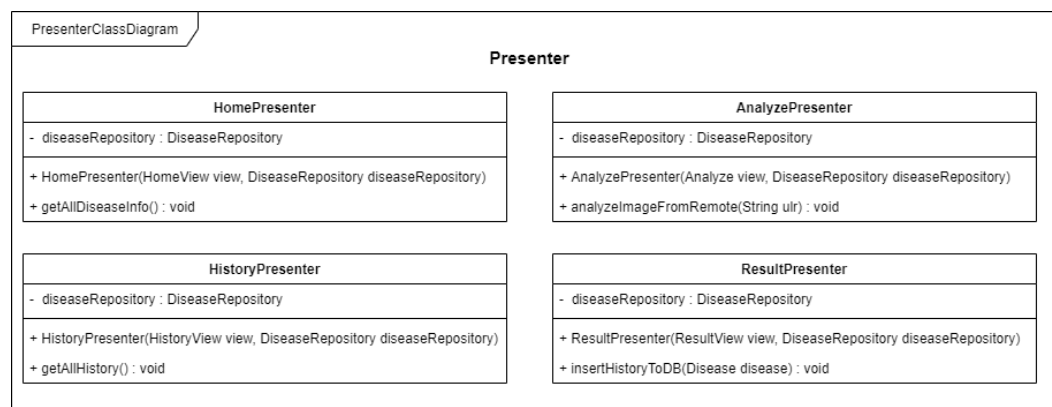 PresenterClassDiagram
Presenter
HomePresenter
- diseaseRepository : DiseaseRepository
+ HomePresenter(HomeView view, DiseaseRepository diseaseRepository)
+ getAllDiseaseInfo() : void
AnalyzePresenter
- diseaseRepository : DiseaseRepository
+ AnalyzePresenter(Analyze view, DiseaseRepository diseaseRepository)
+ analyzeImageFromRemote(String ulr) : void
HistoryPresenter
- diseaseRepository : DiseaseRepository
+ HistoryPresenter(HistoryView view, DiseaseRepository diseaseRepository)
+ getAllHistory() : void
ResultPresenter
- diseaseRepository : DiseaseRepository
+ ResultPresenter(ResultView view, DiseaseRepository diseaseRepository)
+ insertHistoryToDB(Disease disease) : void